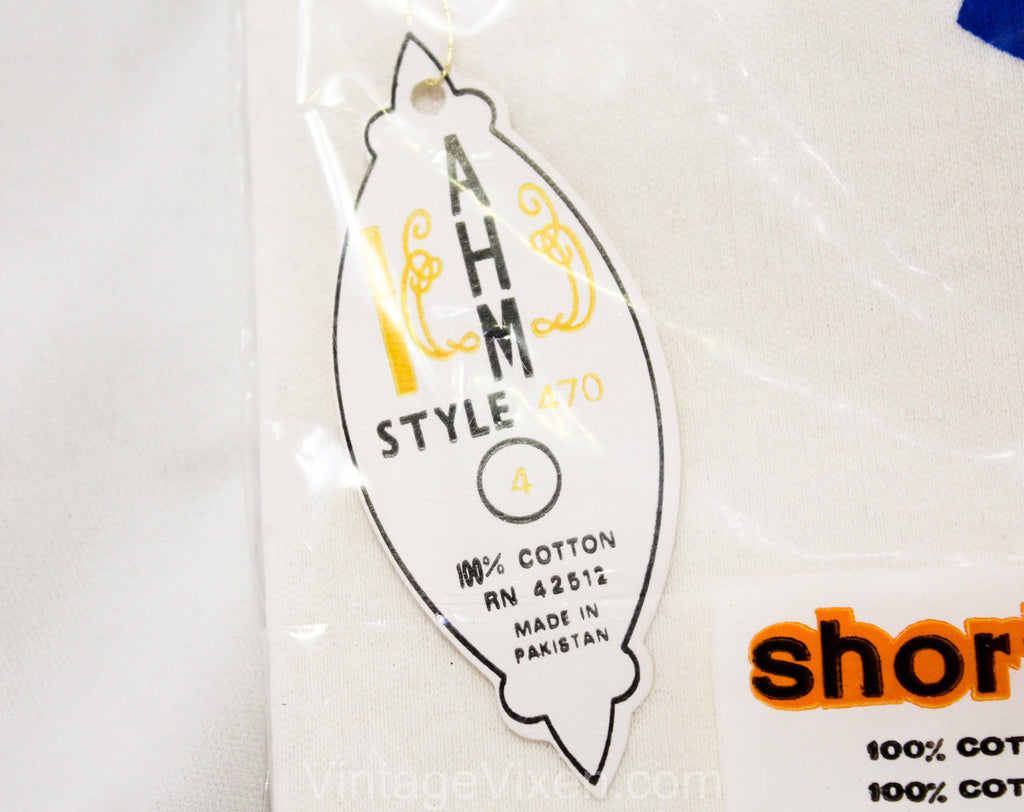 AHM
STYLE 470
4
100% COTTON
RN 42512
MADE IN
PAKISTAN
shor
100% COT
100% COT
VintageVixen.com